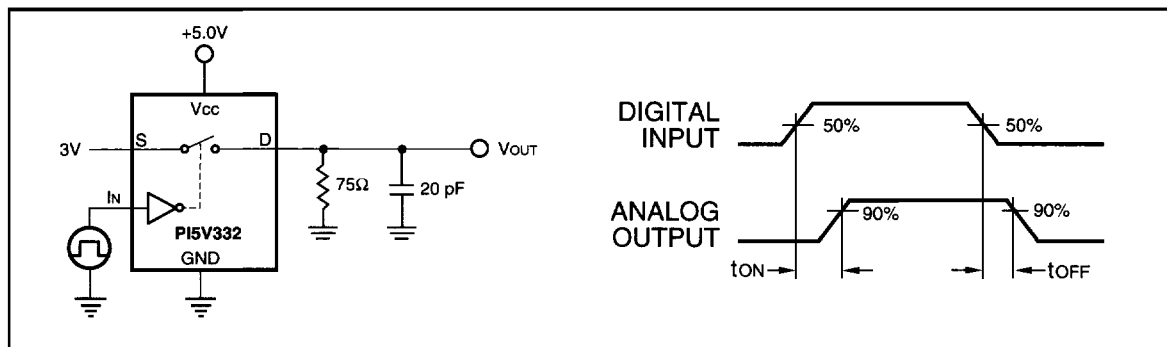 +5.0V
VCC
3V
S
D
VOUT
IN
75Ω
20 pF
PI5V332
GND
DIGITAL
INPUT
50%
50%
ANALOG
OUTPUT
90%
90%
tON
tOFF